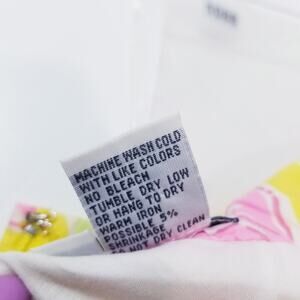 MACHINE WASH COLD
WITH LIKE COLORS
NO BLEACH
TUMBLE DRY LOW
OR HANG TO DRY
WARM IRON
POSSIBLE 5%
SHRINKAGE
DO NOT DRY CLEAN